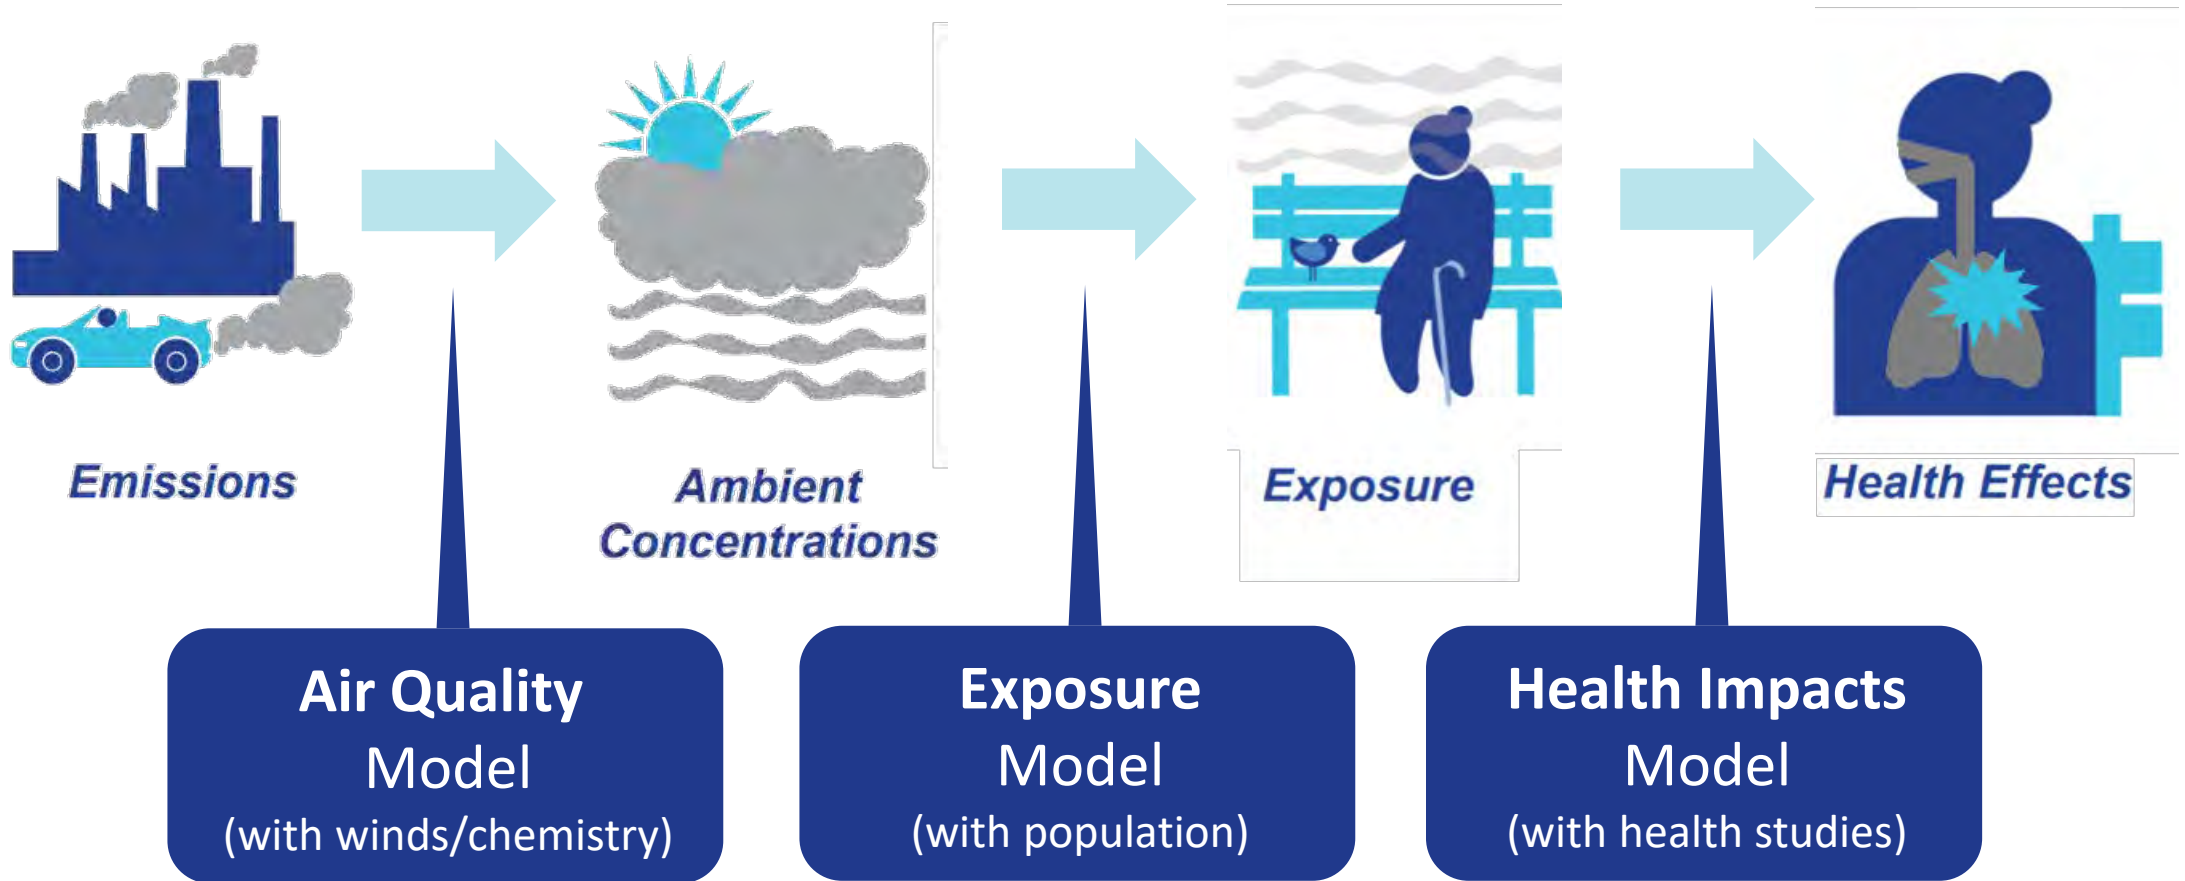 Emissions
Ambient
Concentrations
Exposure
Health Effects
Air Quality
Model
(with winds/chemistry)
Exposure
Model
(with population)
Health Impacts
Model
(with health studies)